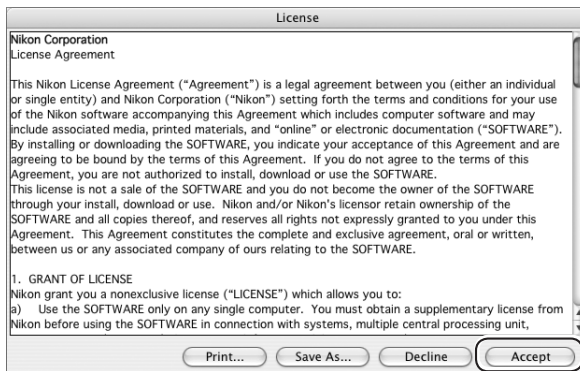 License
Nikon Corporation
License Agreement
This Nikon License Agreement (“Agreement”) is a legal agreement between you (either an individual
or single entity) and Nikon Corporation (“Nikon”) setting forth the terms and conditions for your use
of the Nikon software accompanying this Agreement which includes computer software and may
include associated media, printed materials, and “online” or electronic documentation (“SOFTWARE”).
By installing or downloading the SOFTWARE, you indicate your acceptance of this Agreement and are
agreeing to be bound by the terms of this Agreement.  If you do not agree to the terms of this
Agreement, you are not authorized to install, download or use the SOFTWARE.
This license is not a sale of the SOFTWARE and you do not become the owner of the SOFTWARE
through your install, download or use.  Nikon and/or Nikon’s licensor retain ownership of the
SOFTWARE and all copies thereof, and reserves all rights not expressly granted to you under this
Agreement.  This Agreement constitutes the complete and exclusive agreement, oral or written,
between us or any associated company of ours relating to the SOFTWARE.
1.  GRANT OF LICENSE
Nikon grant you a nonexclusive license (“LICENSE”) which allows you to:
a)    Use the SOFTWARE only on any single computer.  You must obtain a supplementary license from
Nikon before using the SOFTWARE in connection with systems, multiple central processing unit,
Print... Save As... Decline Accept